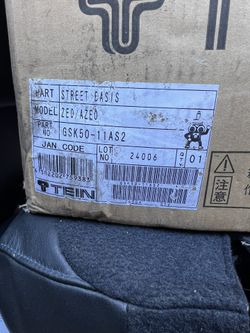 PART STREET BASIS
MODEL ZE0/AZE0
PART NO GSK50-11AS2
JAN. CODE
LOT NO 24006
Q'TY 01
TEIN
注意